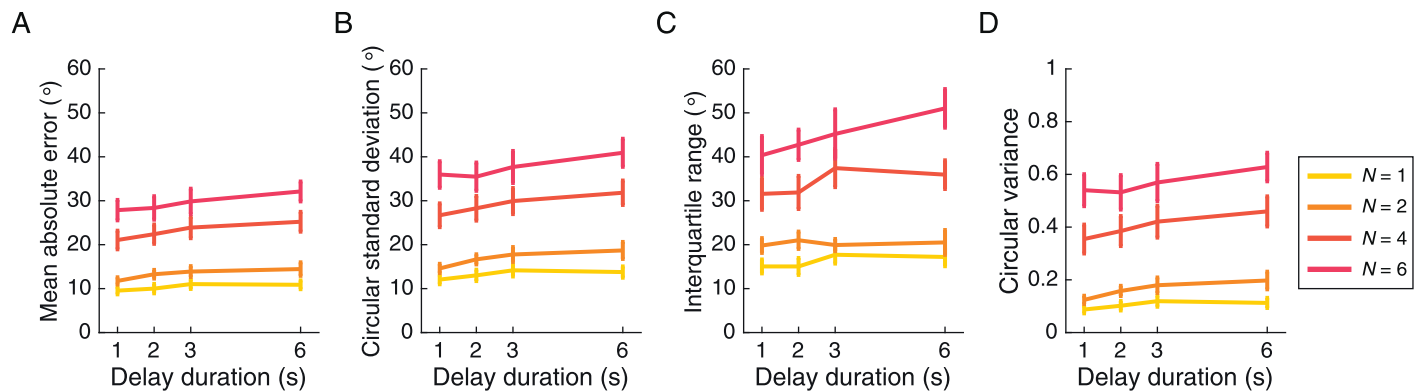 A
Mean absolute error (°)
60
50
40
30
20
10
0
1 2 3 6
Delay duration (s)
B
Circular standard deviation (°)
60
50
40
30
20
10
0
1 2 3 6
Delay duration (s)
C
Interquartile range (°)
60
50
40
30
20
10
0
1 2 3 6
Delay duration (s)
D
Circular variance
1
0.8
0.6
0.4
0.2
0
1 2 3 6
Delay duration (s)
N = 1
N = 2
N = 4
N = 6